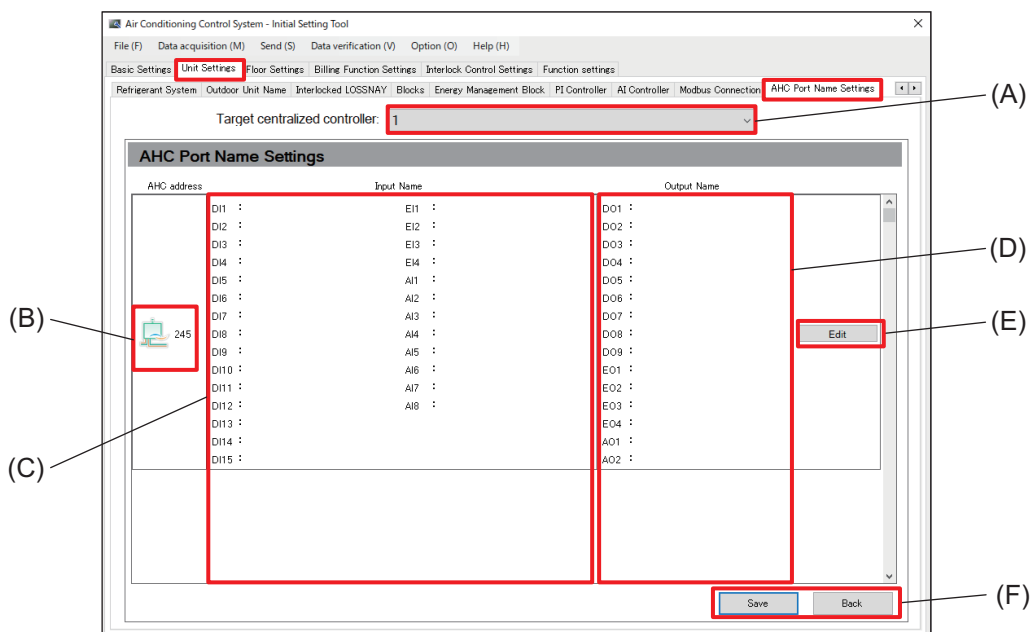 Air Conditioning Control System - Initial Setting Tool
File (F) Data acquisition (M) Send (S) Data verification (V) Option (O) Help (H)
Basic Settings Unit Settings Floor Settings Billing Function Settings Interlock Control Settings Function settings
Refrigerant System Outdoor Unit Name Interlocked LOSSNAY Blocks Energy Management Block PI Controller AI Controller Modbus Connection AHC Port Name Settings
(A)
Target centralized controller: 1
AHC Port Name Settings
AHC address Input Name Output Name
DI1 : EI1 : DO1 :
DI2 : EI2 : DO2 :
DI3 : EI3 : DO3 :
(D)
DI4 : EI4 : DO4 :
DI5 : AI1 : DO5 :
DI6 : AI2 : DO6 :
(B)
DI7 : AI3 : DO7 :
(E)
245 DI8 : AI4 : DO8 : Edit
DI9 : AI5 : DO9 :
DI10 : AI6 : EO1 :
DI11 : AI7 : EO2 :
DI12 : AI8 : EO3 :
DI13 : EO4 :
DI14 : AO1 :
DI15 : AO2 :
(C)
(F)
Save Back